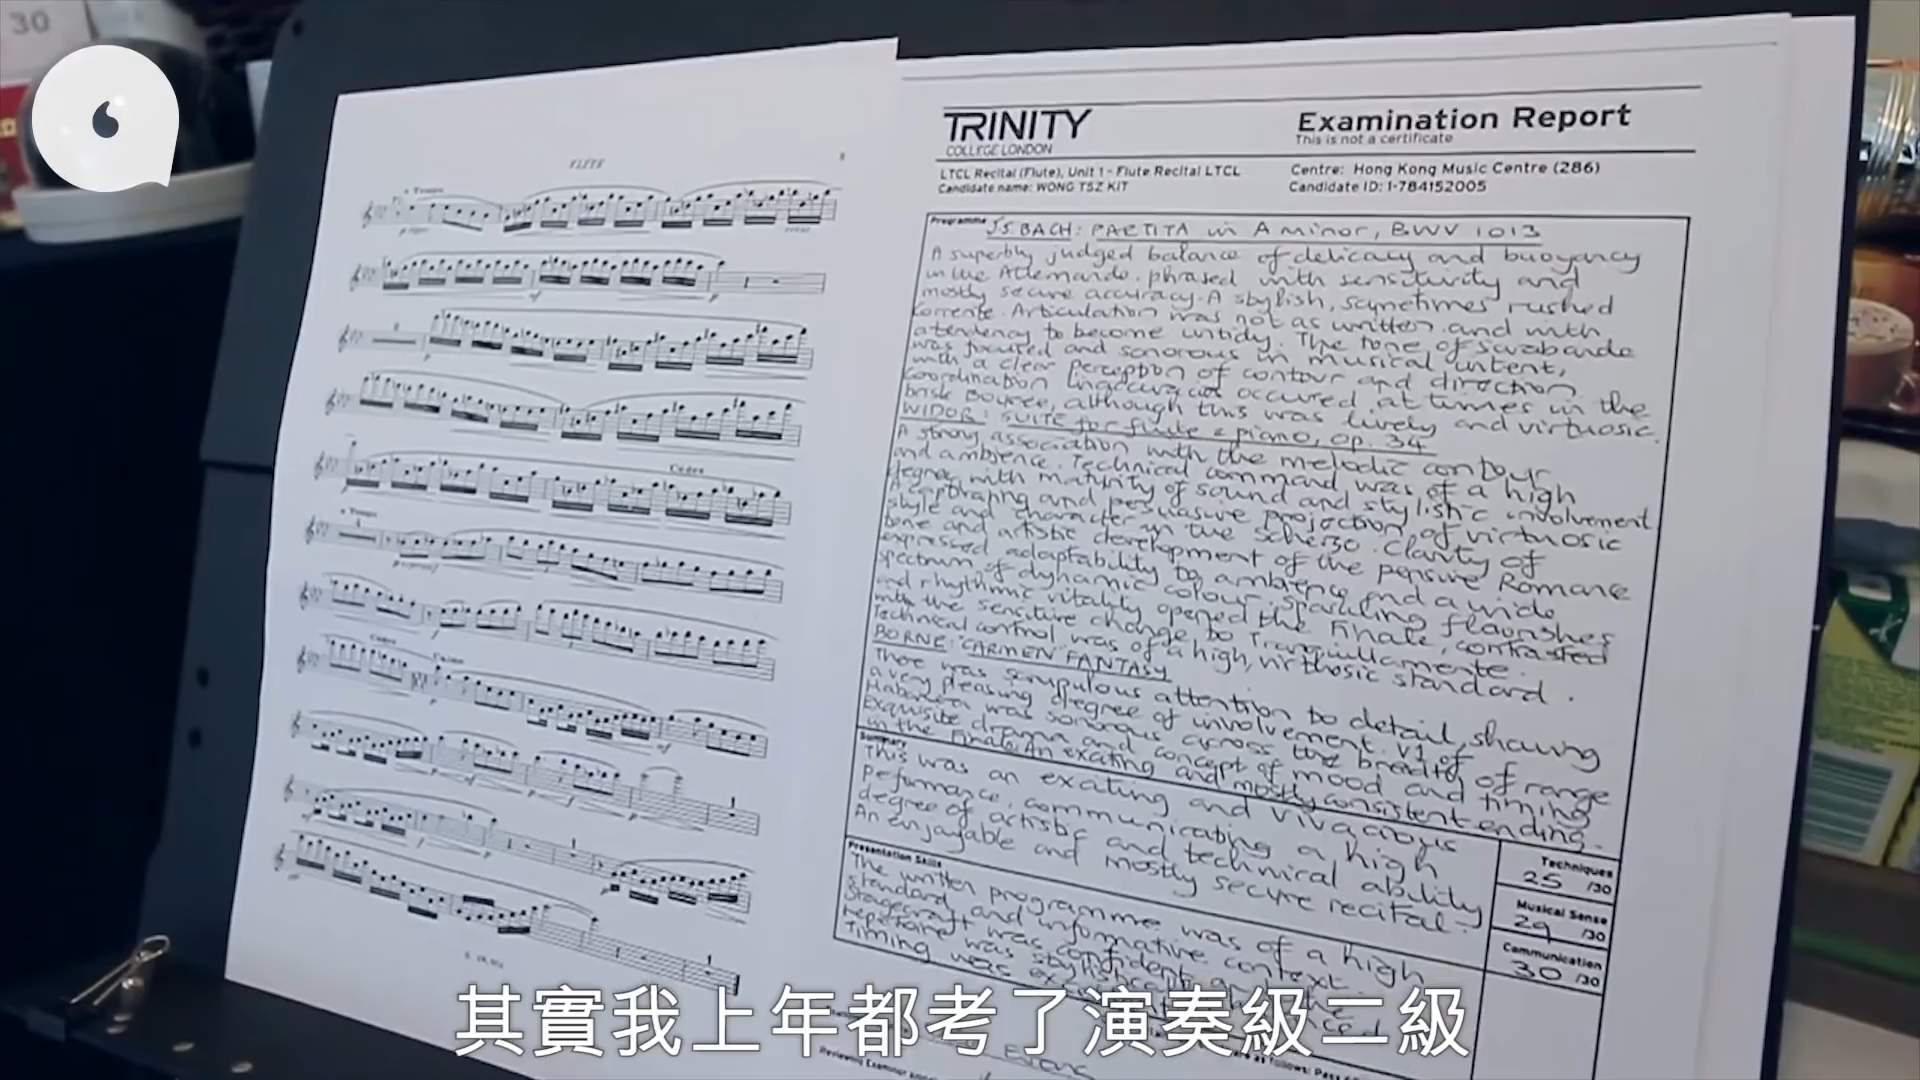 30
FLUTE
a Tempo
Cédez
a Tempo
Cédez
TRINITY
COLLEGE LONDON
Examination Report
This is not a certificate
LTCL Recital (Flute), Unit 1 - Flute Recital LTCL
Candidate name: WONG TSZ KIT
Centre: Hong Kong Music Centre (286)
Candidate ID: 1-784152005
Programme J.S. BACH: PARTITA in A minor, BWV 1013
A superbly judged balance of delicacy and buoyancy
in the Allemande, phrased with sensitivity and
mostly secure accuracy. A stylish, sometimes rushed
Corrente. Articulation was not as written and with
a tendency to become untidy. The tone of Sarabande
was focused and sonorous in musical intent,
with a clear perception of contour and direction.
Coordination inaccuracies occured at times in the
brisk Bourée, although this was lively and virtuosic.
WIDOR: SUITE for flute & piano, op. 34
A strong association with the melodic contour
and ambience. Technical command was of a high
degree, with maturity of sound and stylistic involvement.
A captivating and persuasive projection of virtuosic
style and character in the Scherzo. Clarity of
tone and artistic development of the pensive Romance
expressed adaptability to ambience and a wide
spectrum of dynamic colour. Sparkling flourishes
and rhythmic vitality opened the Finale, contrasted
with the sensitive change to Tranquillamente.
Technical control was of a high, virtuosic standard.
BORNE: 'CARMEN' FANTASY
There was scrupulous attention to detail, showing
a very pleasing degree of involvement. V1 of
Habanera was sonorous across the breadth of range
Exquisite drama and concept of mood and timing
in the Finale. An exciting and mostly consistent ending.
Summary
This was an exciting and vivacious
performance, communicating a high
degree of artistic and technical ability
An enjoyable and mostly secure recital.
Techniques
25 /30
Musical Sense
29 /30
Communication
30 /30
Presentation Skills
The written programme was of a high
standard and informative context.
Stagecraft was confident
repertoire was
Timing was
其實我上年都考了演奏級二級
Evans
are as follows: Pass
Reviewing Examiner